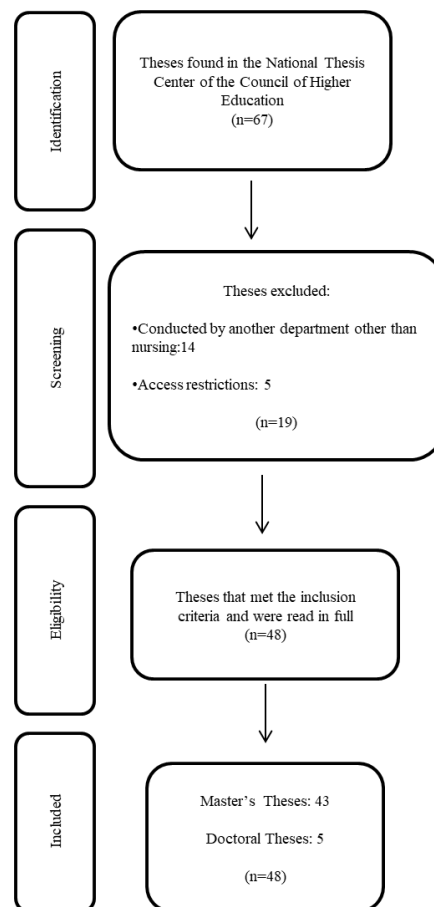 Identification
Theses found in the National Thesis
Center of the Council of Higher
Education
(n=67)
Screening
Theses excluded:
•Conducted by another department other than
nursing:14
•Access restrictions: 5
(n=19)
Eligibility
Theses that met the inclusion
criteria and were read in full
(n=48)
Included
Master’s Theses: 43
Doctoral Theses: 5
(n=48)